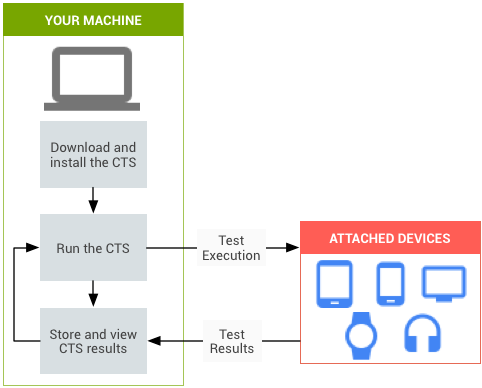 YOUR MACHINE
Download and
install the CTS
Run the CTS
Test
Execution
ATTACHED DEVICES
Store and view
CTS results
Test
Results